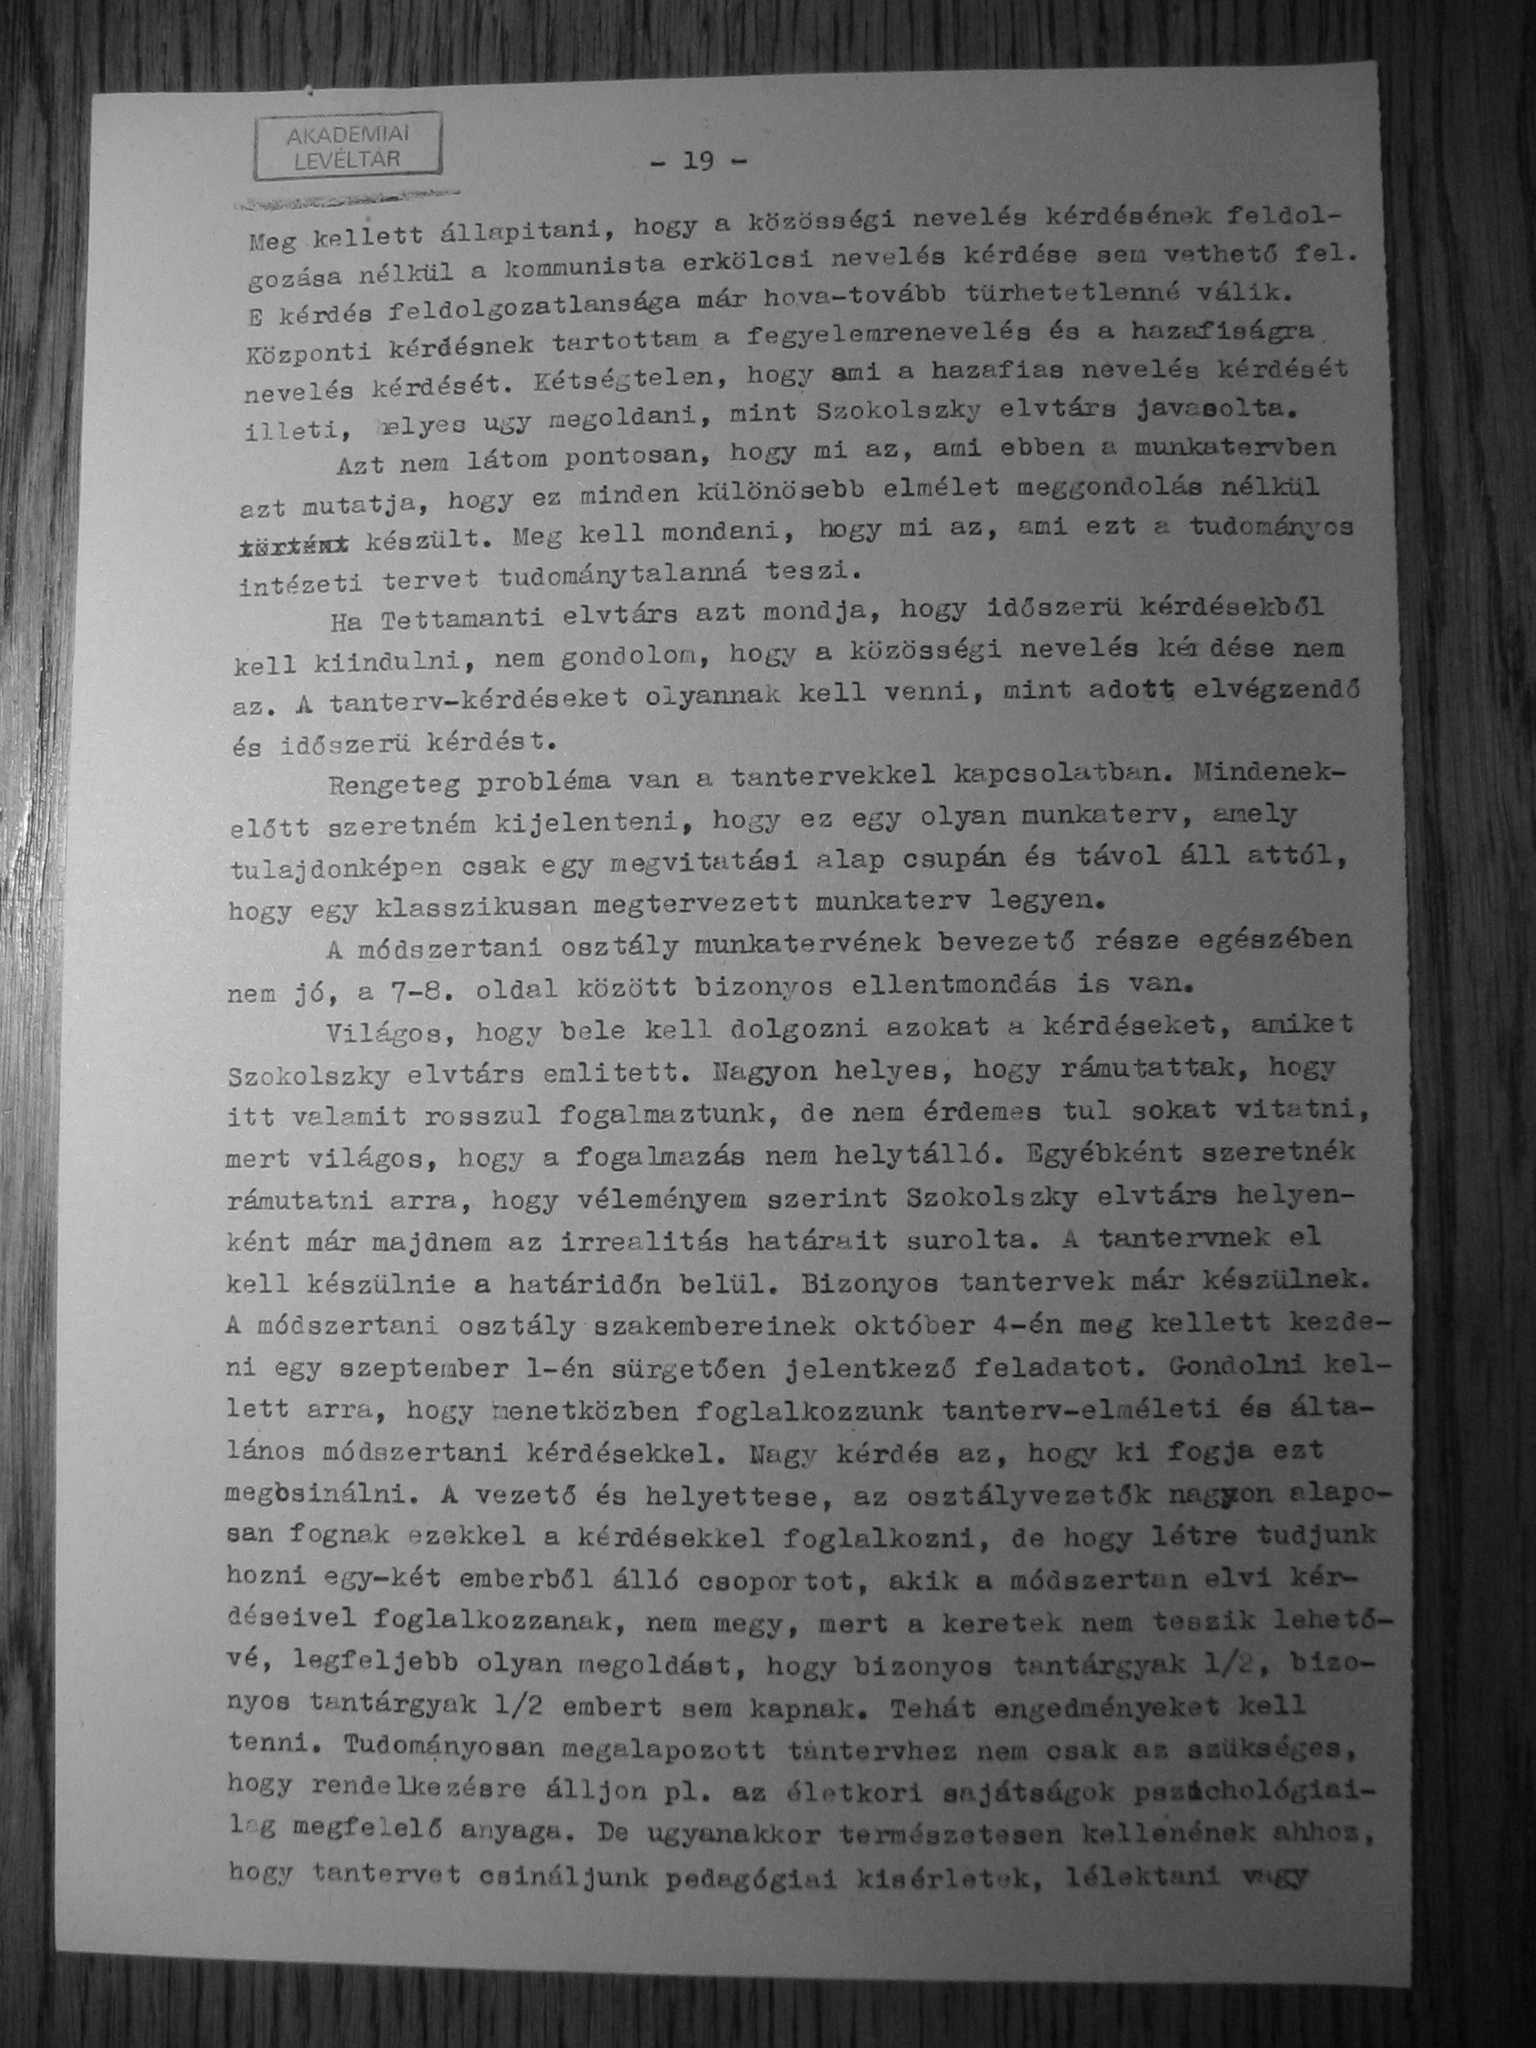 AKADEMIAI
LEVÉLTÁR
- 19 -
Meg kellett állapitani, hogy a közösségi nevelés kérdésének feldol-
gozása nélkül a kommunista erkölcsi nevelés kérdése sem vethető fel.
E kérdés feldolgozatlansága már hova-tovább türhetetlenné válik.
Központi kérdésnek tartottam a fegyelemrenevelés és a hazafiságra
nevelés kérdését. Kétségtelen, hogy ami a hazafias nevelés kérdését
illeti, helyes ugy megoldani, mint Szokolszky elvtárs javasolta.
Azt nem látom pontosan, hogy mi az, ami ebben a munkatervben
azt mutatja, hogy ez minden különösebb elmélet meggondolás nélkül
történt készült. Meg kell mondani, hogy mi az, ami ezt a tudományos
intézeti tervet tudománytalanná teszi.
Ha Tettamanti elvtárs azt mondja, hogy időszerü kérdésekből
kell kiindulni, nem gondolom, hogy a közösségi nevelés kérdése nem
az. A tanterv-kérdéseket olyannak kell venni, mint adott elvégzendő
és időszerü kérdést.
Rengeteg probléma van a tantervekkel kapcsolatban. Mindenek-
előtt szeretném kijelenteni, hogy ez egy olyan munkaterv, amely
tulajdonképen csak egy megvitatási alap csupán és távol áll attól,
hogy egy klasszikusan megtervezett munkaterv legyen.
A módszertani osztály munkatervének bevezető része egészében
nem jó, a 7-8. oldal között bizonyos ellentmondás is van.
Világos, hogy bele kell dolgozni azokat a kérdéseket, amiket
Szokolszky elvtárs emlitett. Nagyon helyes, hogy rámutattak, hogy
itt valamit rosszul fogalmaztunk, de nem érdemes tul sokat vitatni,
mert világos, hogy a fogalmazás nem helytálló. Egyébként szeretnék
rámutatni arra, hogy véleményem szerint Szokolszky elvtárs helyen-
ként már majdnem az irrealitás határait surolta. A tantervnek el
kell készülnie a határidőn belül. Bizonyos tantervek már készülnek.
A módszertani osztály szakembereinek október 4-én meg kellett kezde-
ni egy szeptember 1-én sürgetően jelentkező feladatot. Gondolni kel-
lett arra, hogy menetközben foglalkozzunk tanterv-elméleti és álta-
lános módszertani kérdésekkel. Nagy kérdés az, hogy ki fogja ezt
megcsinálni. A vezető és helyettese, az osztályvezetők nagyon alapo-
san fognak ezekkel a kérdésekkel foglalkozni, de hogy létre tudjunk
hozni egy-két emberből álló csoportot, akik a módszertan elvi kér-
déseivel foglalkozzanak, nem megy, mert a keretek nem teszik lehető-
vé, legfeljebb olyan megoldást, hogy bizonyos tantárgyak 1/2, bizo-
nyos tantárgyak 1/2 embert sem kapnak. Tehát engedményeket kell
tenni. Tudományosan megalapozott tantervhez nem csak az szükséges,
hogy rendelkezésre álljon pl. az életkori sajátságok pszichológiai-
lag megfelelő anyaga. De ugyanakkor természetesen kellenének ahhoz,
hogy tantervet csináljunk pedagógiai kisérletek, lélektani vagy